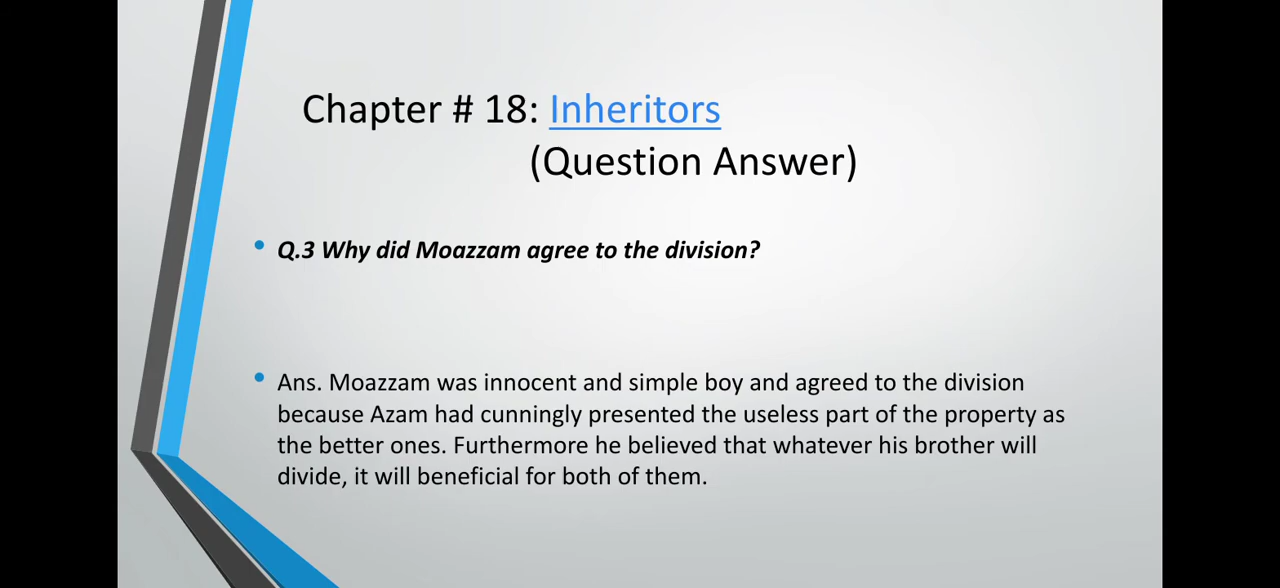 Chapter # 18: Inheritors
(Question Answer)
• Q.3 Why did Moazzam agree to the division?
• Ans. Moazzam was innocent and simple boy and agreed to the division
because Azam had cunningly presented the useless part of the property as
the better ones. Furthermore he believed that whatever his brother will
divide, it will beneficial for both of them.